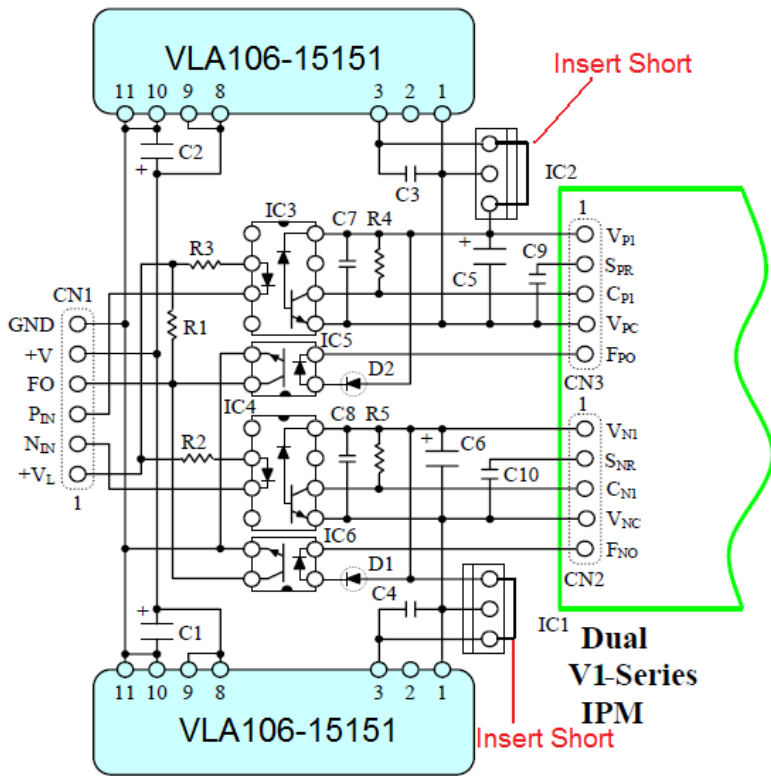 VLA106-15151
11 10 9 8 3 2 1
Insert Short
C2
+
C3
IC2
IC3 C7 R4
1
+
VP1
R3
C9
SPR
C5
CN1
CP1
GND
R1
VPC
IC5
+V
D2
FPO
FO
CN3
IC4
PIN
C8 R5
1
+
VN1
NIN
R2
C6
SNR
C10
+VL
CN1
1
VNC
IC6
FNO
D1
CN2
C4
+
C1
IC1
Dual
V1-Series
IPM
11 10 9 8 3 2 1
VLA106-15151
Insert Short